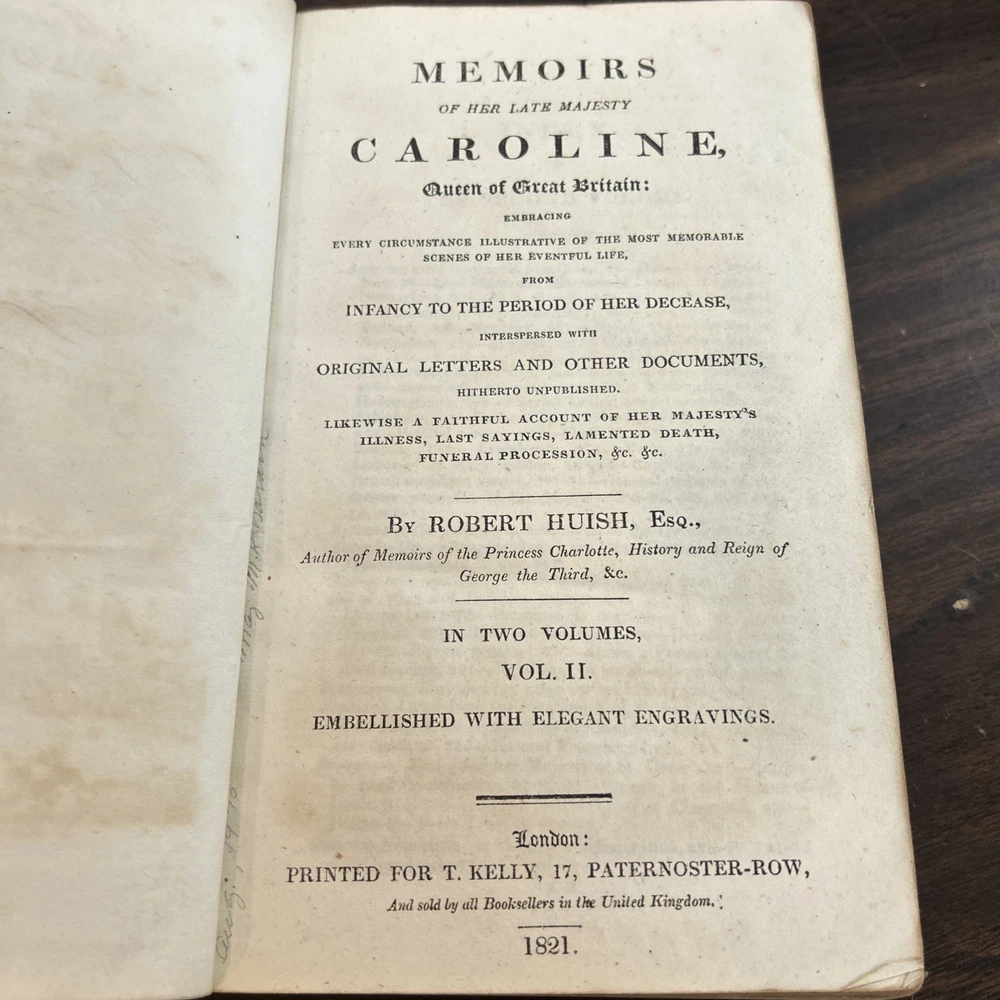 MEMOIRS
OF HER LATE MAJESTY
CAROLINE,
Queen of Great Britain:
EMBRACING
EVERY CIRCUMSTANCE ILLUSTRATIVE OF THE MOST MEMORABLE
SCENES OF HER EVENTFUL LIFE,
FROM
INFANCY TO THE PERIOD OF HER DECEASE,
INTERSPERSED WITH
ORIGINAL LETTERS AND OTHER DOCUMENTS,
HITHERTO UNPUBLISHED.
LIKEWISE A FAITHFUL ACCOUNT OF HER MAJESTY'S
ILLNESS, LAST SAYINGS, LAMENTED DEATH,
FUNERAL PROCESSION, &c. &c.
By ROBERT HUISH, Esq.,
Author of Memoirs of the Princess Charlotte, History and Reign of
George the Third, &c.
IN TWO VOLUMES,
VOL. II.
EMBELLISHED WITH ELEGANT ENGRAVINGS.
London:
PRINTED FOR T. KELLY, 17, PATERNOSTER-ROW,
And sold by all Booksellers in the United Kingdom.
1821.